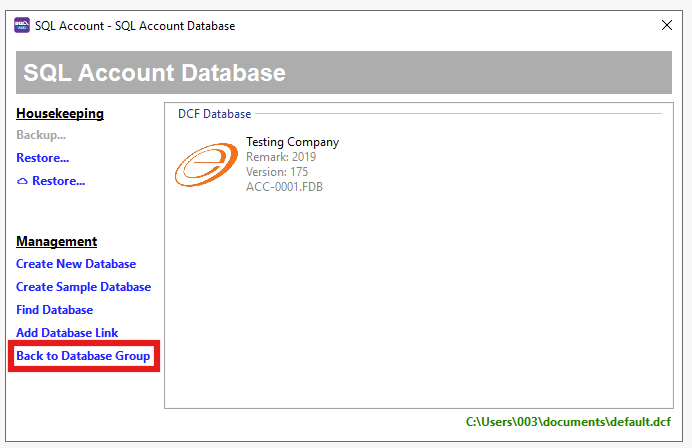 SQL Account - SQL Account Database
SQL Account Database
Housekeeping
Backup...
Restore...
Restore...
Management
Create New Database
Create Sample Database
Find Database
Add Database Link
Back to Database Group
DCF Database
Testing Company
Remark: 2019
Version: 175
ACC-0001.FDB
C:\Users\003\documents\default.dcf